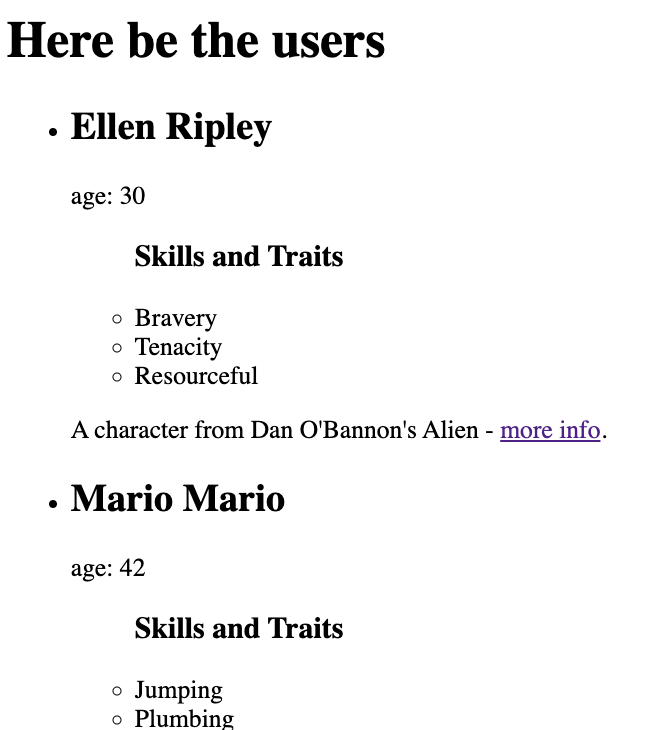 Here be the users
Ellen Ripley
age: 30
Skills and Traits
Bravery
Tenacity
Resourceful
A character from Dan O'Bannon's Alien - more info.
Mario Mario
age: 42
Skills and Traits
Jumping
Plumbing